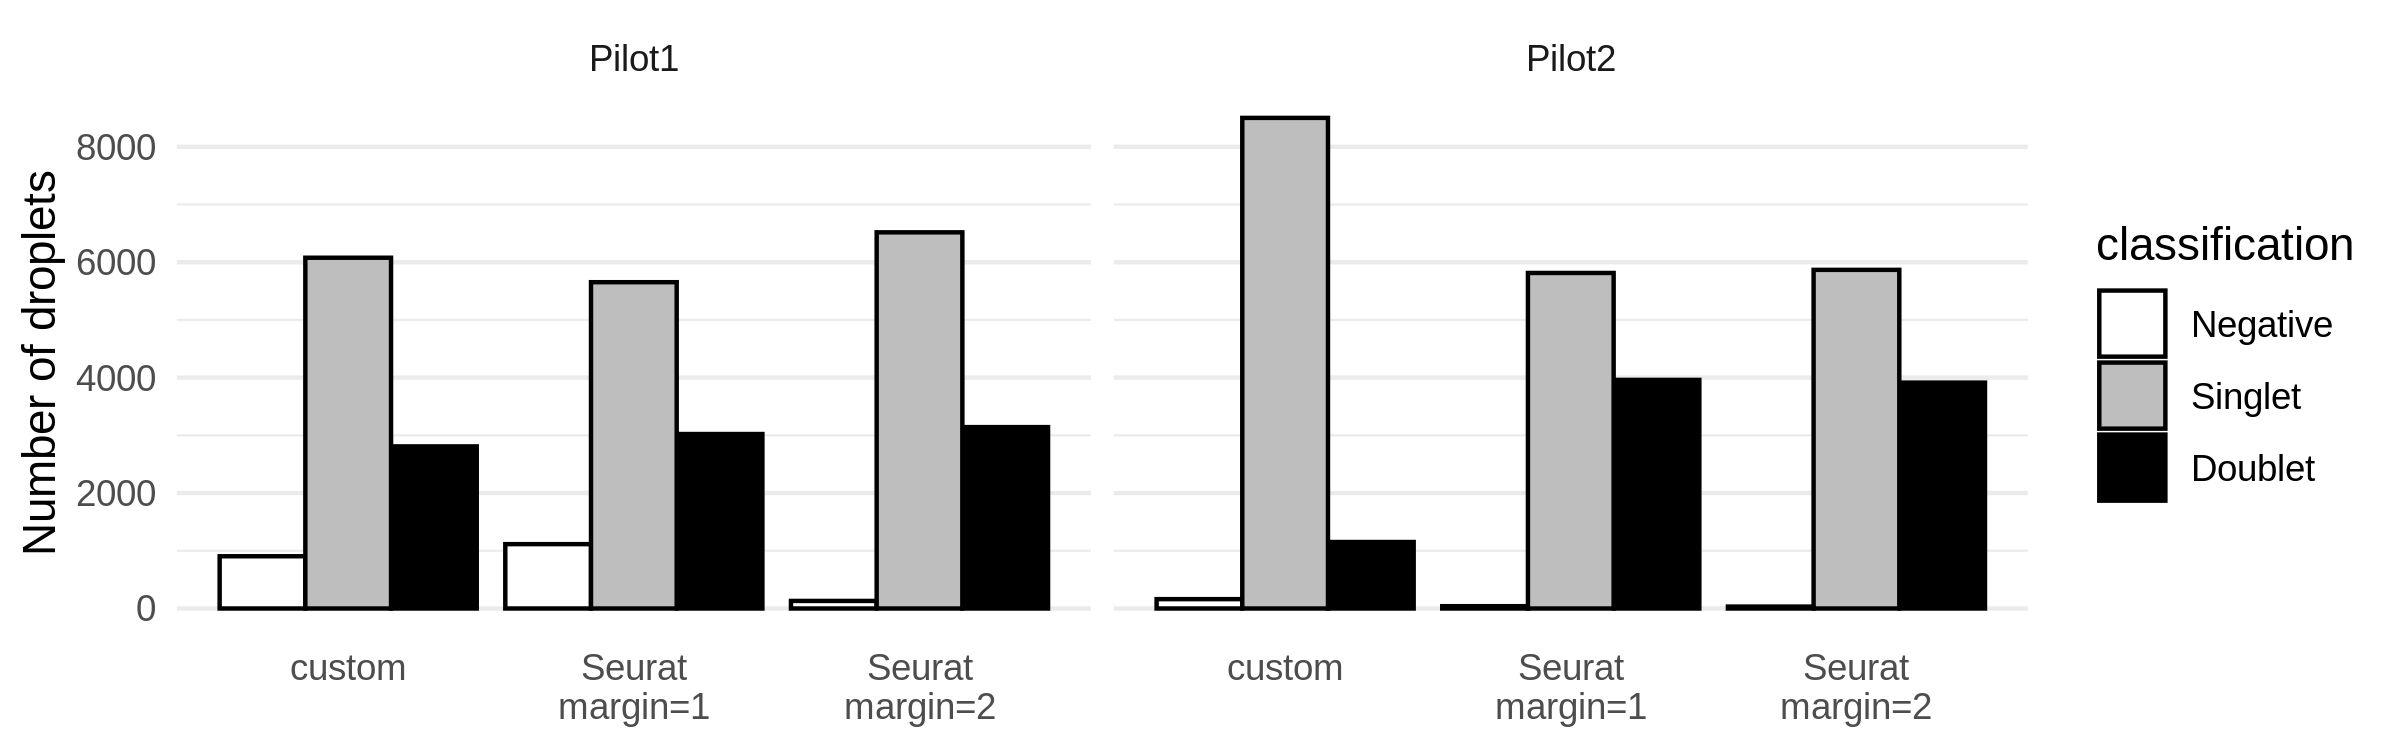 Pilot1
Pilot2
Number of droplets
8000
6000
4000
2000
0
custom
Seurat
margin=1
Seurat
margin=2
custom
Seurat
margin=1
Seurat
margin=2
classification
Negative
Singlet
Doublet